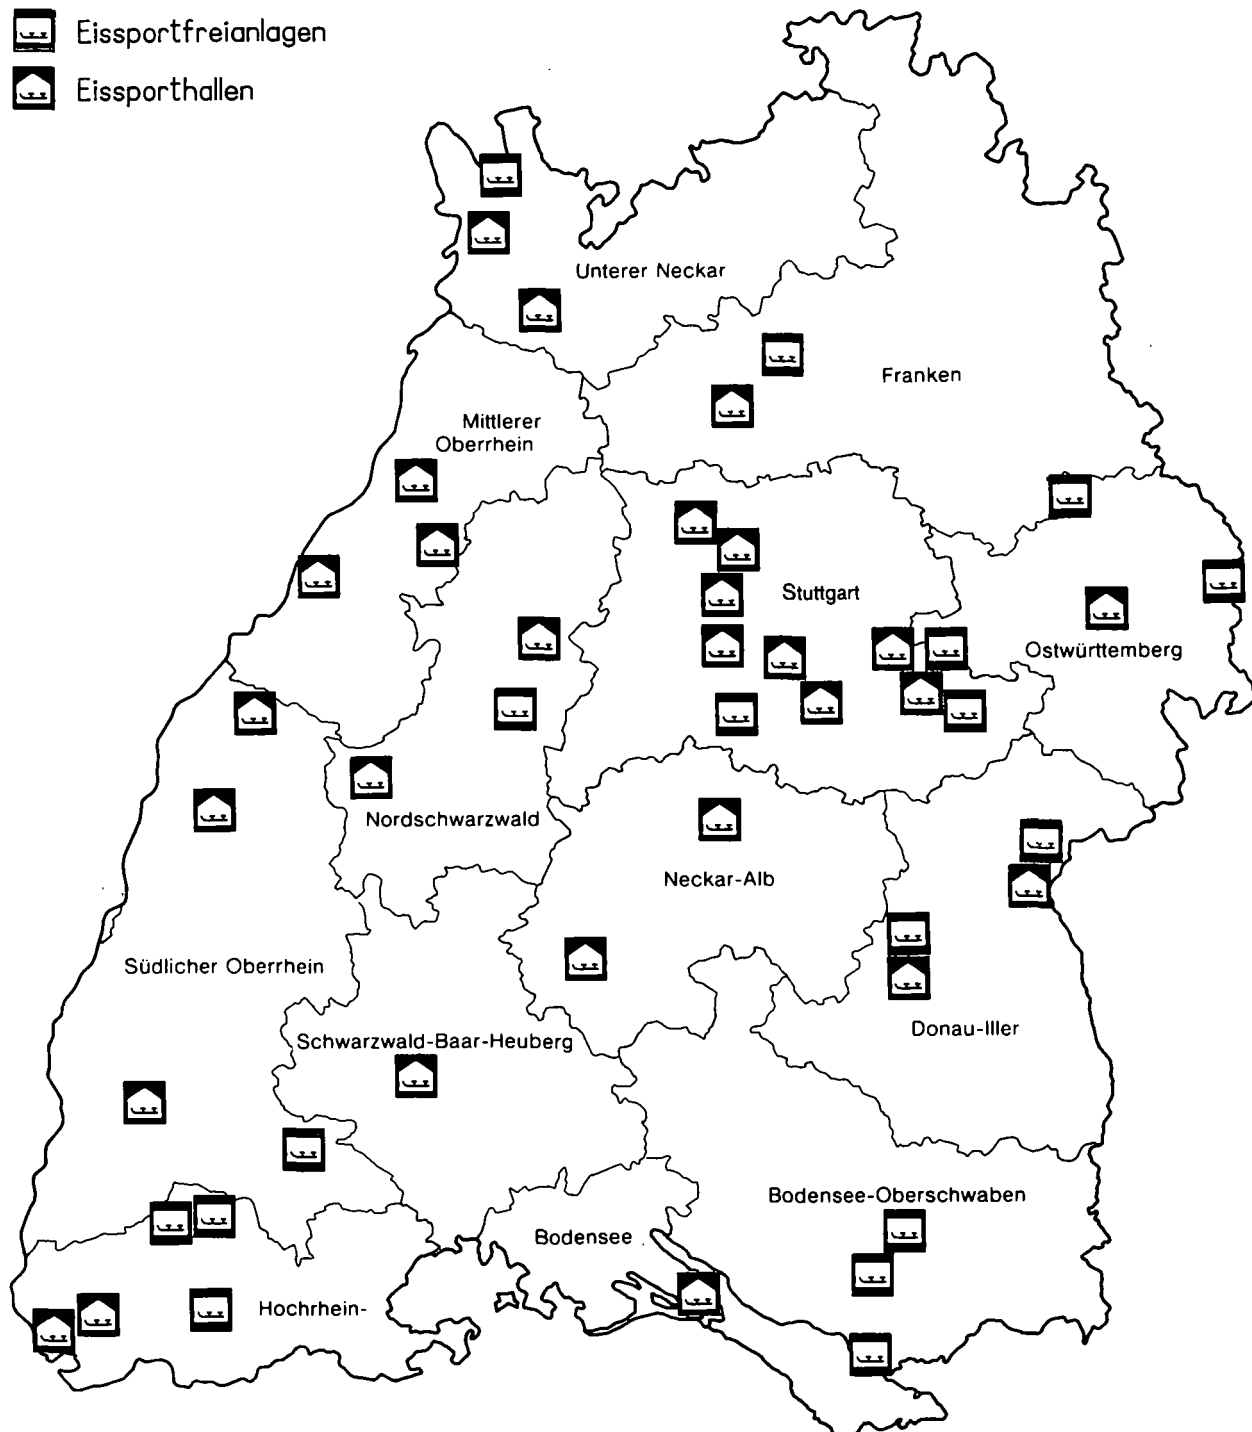 Eissportfreianlagen
Eissporthallen
Unterer Neckar
Franken
Mittlerer
Oberrhein
Stuttgart
Ostwürttemberg
Nordschwarzwald
Neckar-Alb
Südlicher Oberrhein
Donau-Iller
Schwarzwald-Baar-Heuberg
Bodensee-Oberschwaben
Bodensee
Hochrhein-